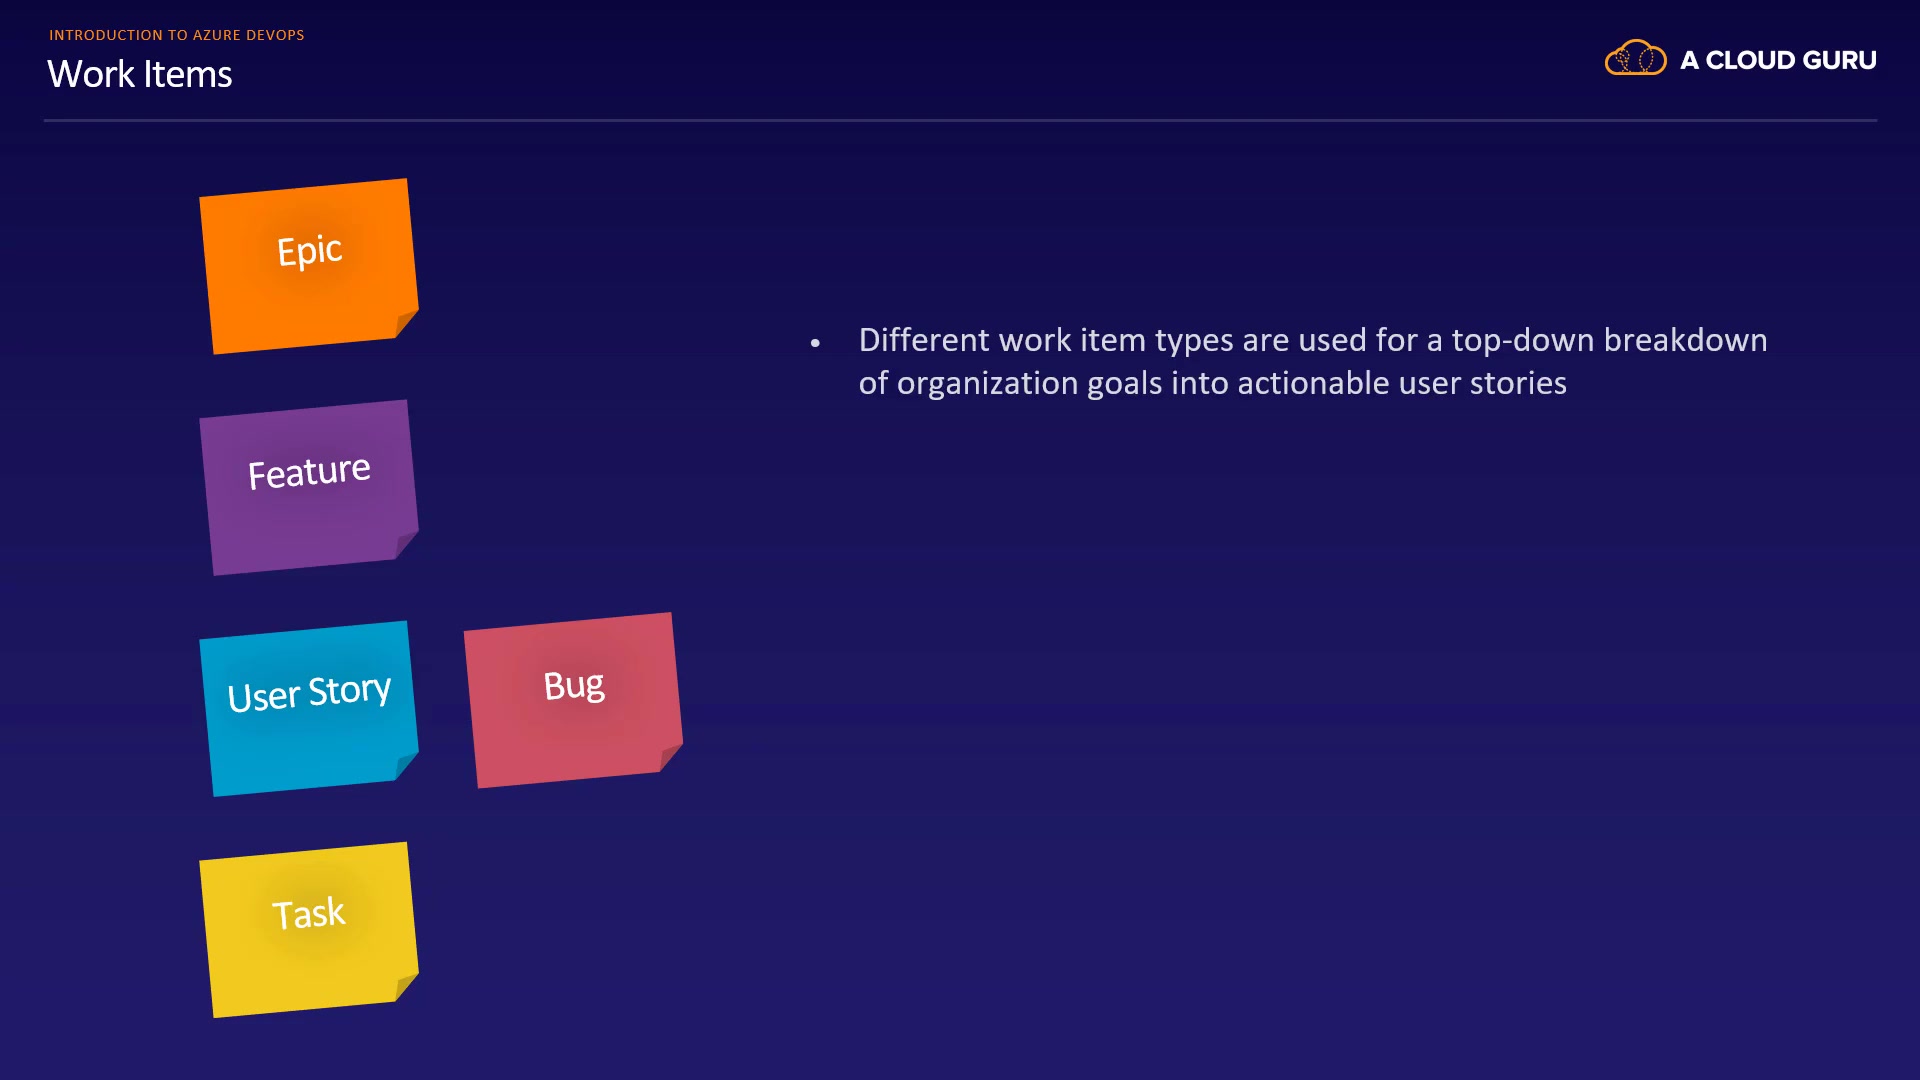 INTRODUCTION TO AZURE DEVOPS
Work Items
A CLOUD GURU
Epic
Feature
User Story
Bug
Task
• Different work item types are used for a top-down breakdown
of organization goals into actionable user stories